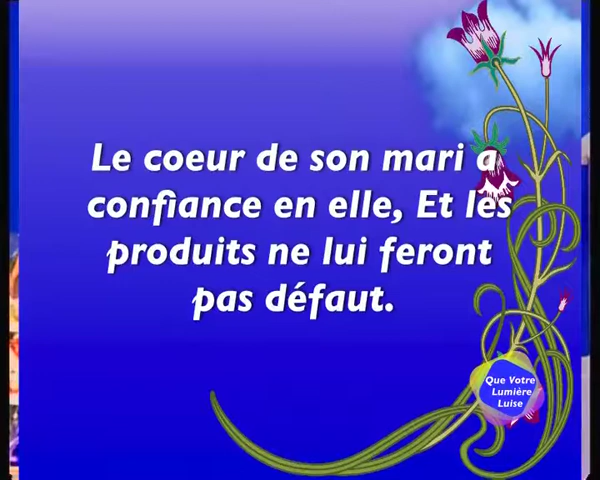 Le coeur de son mari a
confiance en elle, Et les
produits ne lui feront
pas défaut.
Que Votre
Lumière
Luise